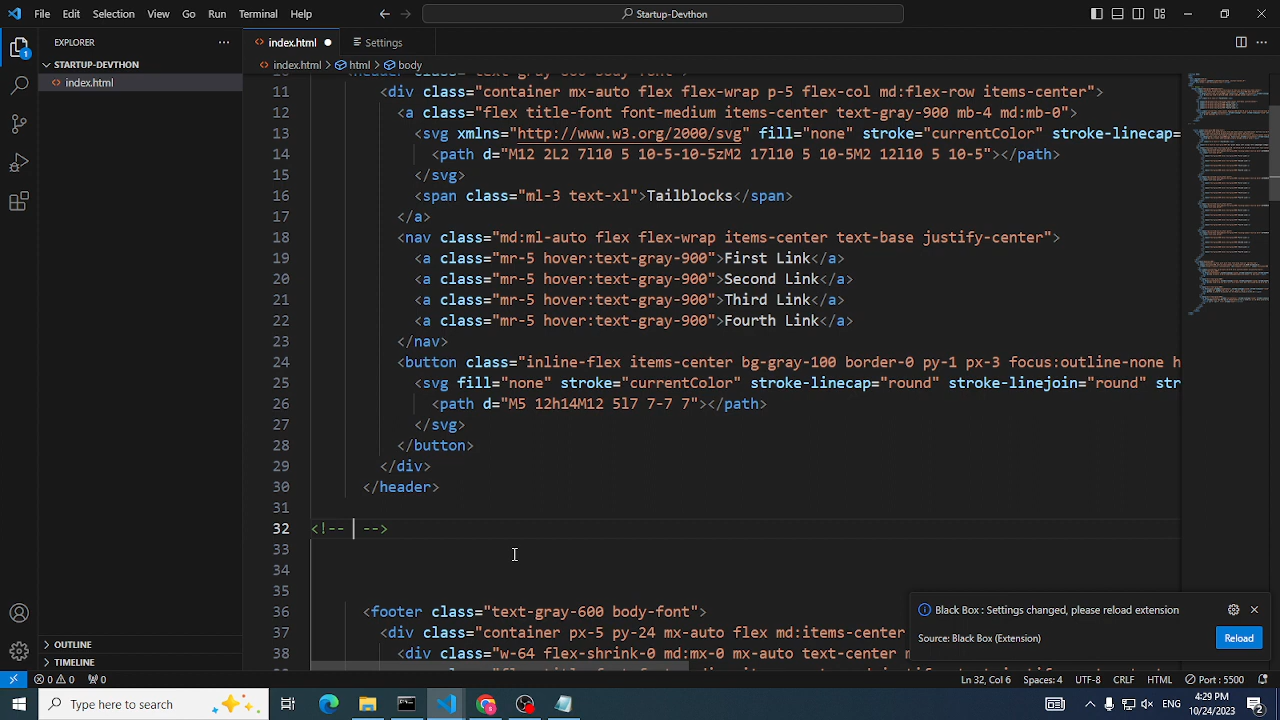 File Edit Selection View Go Run Terminal Help
Startup-Devthon
EXPLORER
index.html
Settings
STARTUP-DEVTHON
index.html
index.html > html > body
11 <div class="container mx-auto flex flex-wrap p-5 flex-col md:flex-row items-center">
12 <a class="flex title-font font-medium items-center text-gray-900 mb-4 md:mb-0">
13 <svg xmlns="http://www.w3.org/2000/svg" fill="none" stroke="currentColor" stroke-linecap=
14 <path d="M12 2L2 7l10 5 10-5-10-5zM2 17l10 5 10-5M2 12l10 5 10-5"></path>
15 </svg>
16 <span class="ml-3 text-xl">Tailblocks</span>
17 </a>
18 <nav class="md:ml-auto flex flex-wrap items-center text-base justify-center">
19 <a class="mr-5 hover:text-gray-900">First Link</a>
20 <a class="mr-5 hover:text-gray-900">Second Link</a>
21 <a class="mr-5 hover:text-gray-900">Third Link</a>
22 <a class="mr-5 hover:text-gray-900">Fourth Link</a>
23 </nav>
24 <button class="inline-flex items-center bg-gray-100 border-0 py-1 px-3 focus:outline-none h
25 <svg fill="none" stroke="currentColor" stroke-linecap="round" stroke-linejoin="round" str
26 <path d="M5 12h14M12 5l7 7-7 7"></path>
27 </svg>
28 </button>
29 </div>
30 </header>
31
32 <!-- -->
33
34
35
36 <footer class="text-gray-600 body-font">
37 <div class="container px-5 py-24 mx-auto flex md:items-center
38 <div class="w-64 flex-shrink-0 md:mx-0 mx-auto text-center m
Black Box : Settings changed, please reload extension
Source: Black Box (Extension)
Reload
OUTLINE
TIMELINE
0 0 0 Ln 32, Col 6 Spaces: 4 UTF-8 CRLF HTML Port : 5500
Type here to search
ENG
4:29 PM
10/24/2023